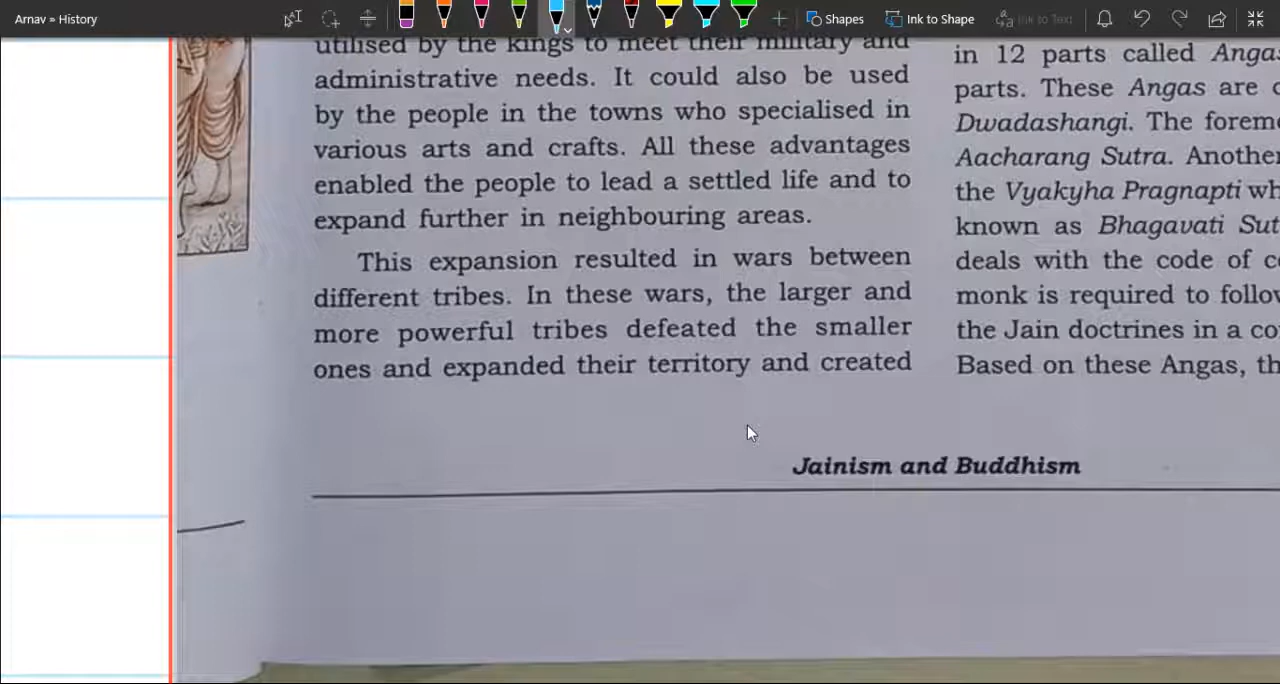 Arnav » History
Shapes
Ink to Shape
Ink to Text
utilised by the kings to meet their military and
administrative needs. It could also be used
by the people in the towns who specialised in
various arts and crafts. All these advantages
enabled the people to lead a settled life and to
expand further in neighbouring areas.
This expansion resulted in wars between
different tribes. In these wars, the larger and
more powerful tribes defeated the smaller
ones and expanded their territory and created
in 12 parts called Angas
parts. These Angas are
Dwadashangi. The
Aacharang Sutra. Another
the Vyakyha Pragnapti
known as Bhagavati
deals with the code of
monk is required to
the Jain doctrines in a
Based on these Angas,
Jainism and Buddhism